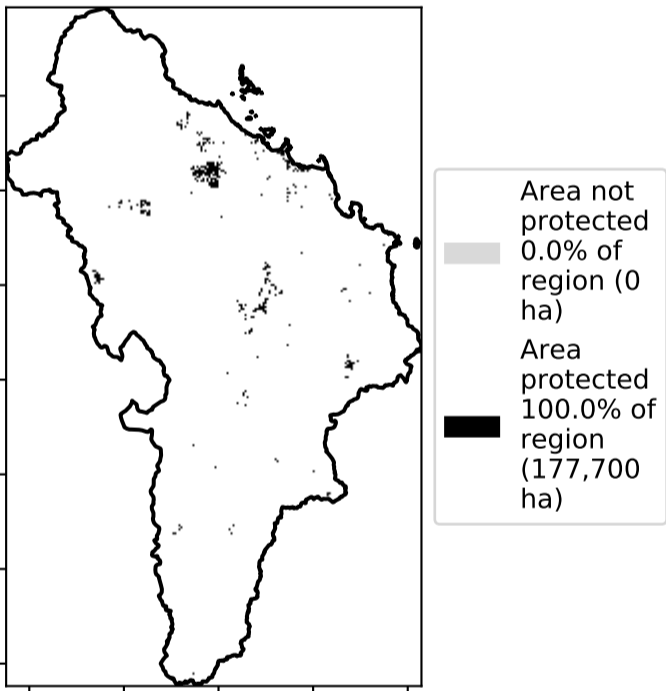 Area not
protected
0.0% of
region (0
ha)
Area
protected
100.0% of
region
(177,700
ha)